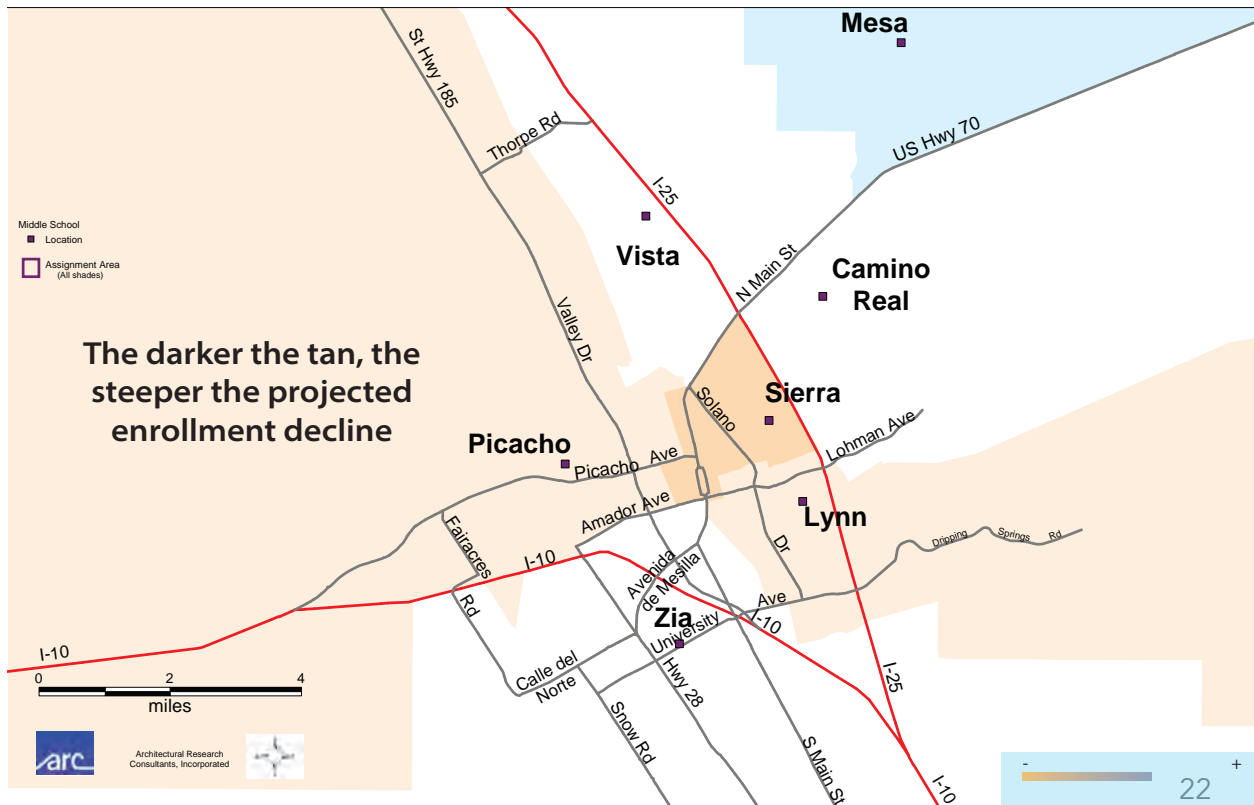 Mesa
St Hwy 185
US Hwy 70
Thorpe Rd
I-25
Middle School
Location
Assignment Area
(All shades)
Vista
N Main St
Camino
Real
Valley Dr
The darker the tan, the
steeper the projected
enrollment decline
Solano
Sierra
Picacho
Picacho Ave
Lohman Ave
Amador Ave
Lynn
Fairacres
Dripping Springs Rd
Dr
I-10
Avenida
de Mesilla
Rd
Ave
Zia
I-10
University
I-10
Calle del
Norte
I-25
Hwy 28
0 2 4
miles
Snow Rd
S Main St
arc
Architectural Research
Consultants, Incorporated
I-10
- +
22